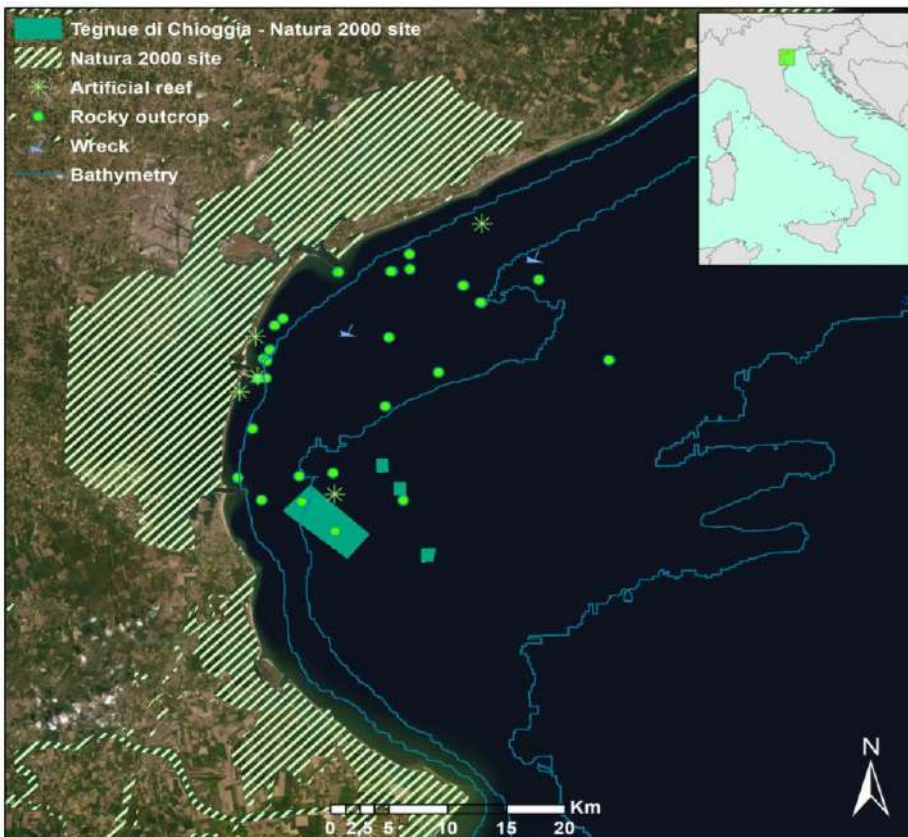 Tegnue di Chioggia - Natura 2000 site
Natura 2000 site
Artificial reef
Rocky outcrop
Wreck
Bathymetry
N
Km
0 2,5 5 10 15 20